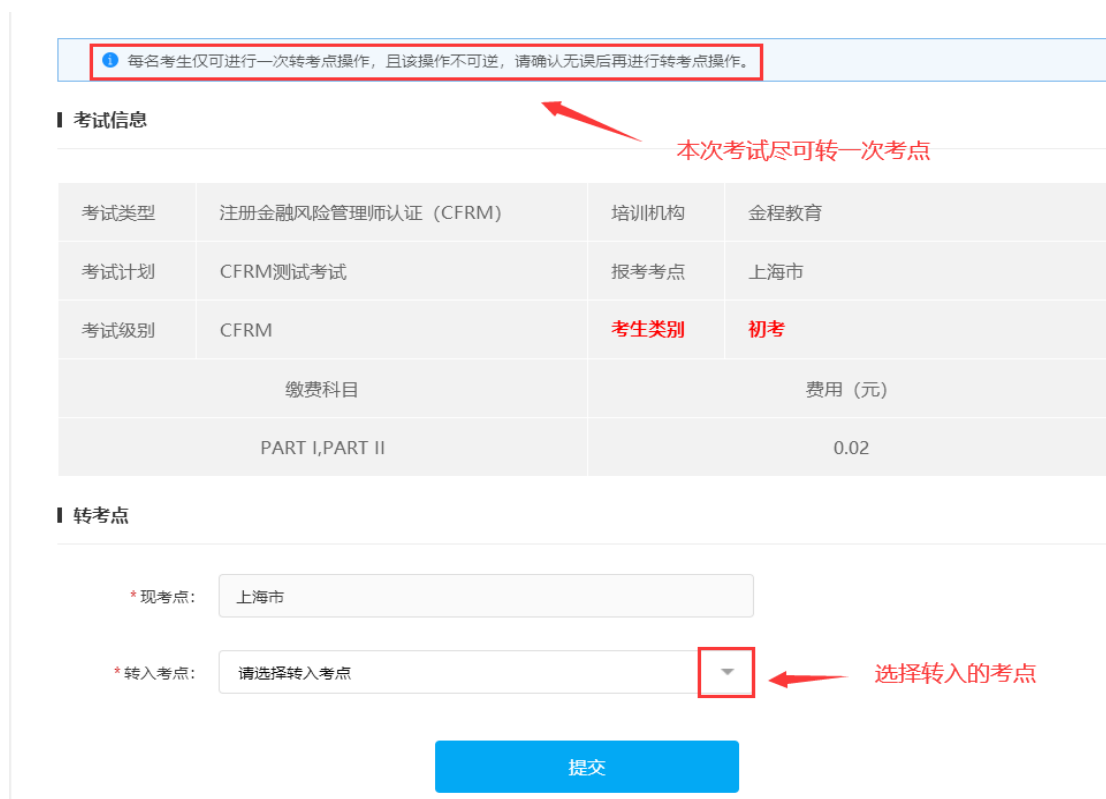 每名考生仅可进行一次转考点操作，且该操作不可逆，请确认无误后再进行转考点操作。
考试信息
本次考试尽可转一次考点
考试类型 注册金融风险管理师认证（CFRM） 培训机构 金程教育
考试计划 CFRM测试考试 报考考点 上海市
考试级别 CFRM 考生类别 初考
缴费科目 费用（元）
PART I,PART II 0.02
转考点
*现考点： 上海市
*转入考点： 请选择转入考点
选择转入的考点
提交